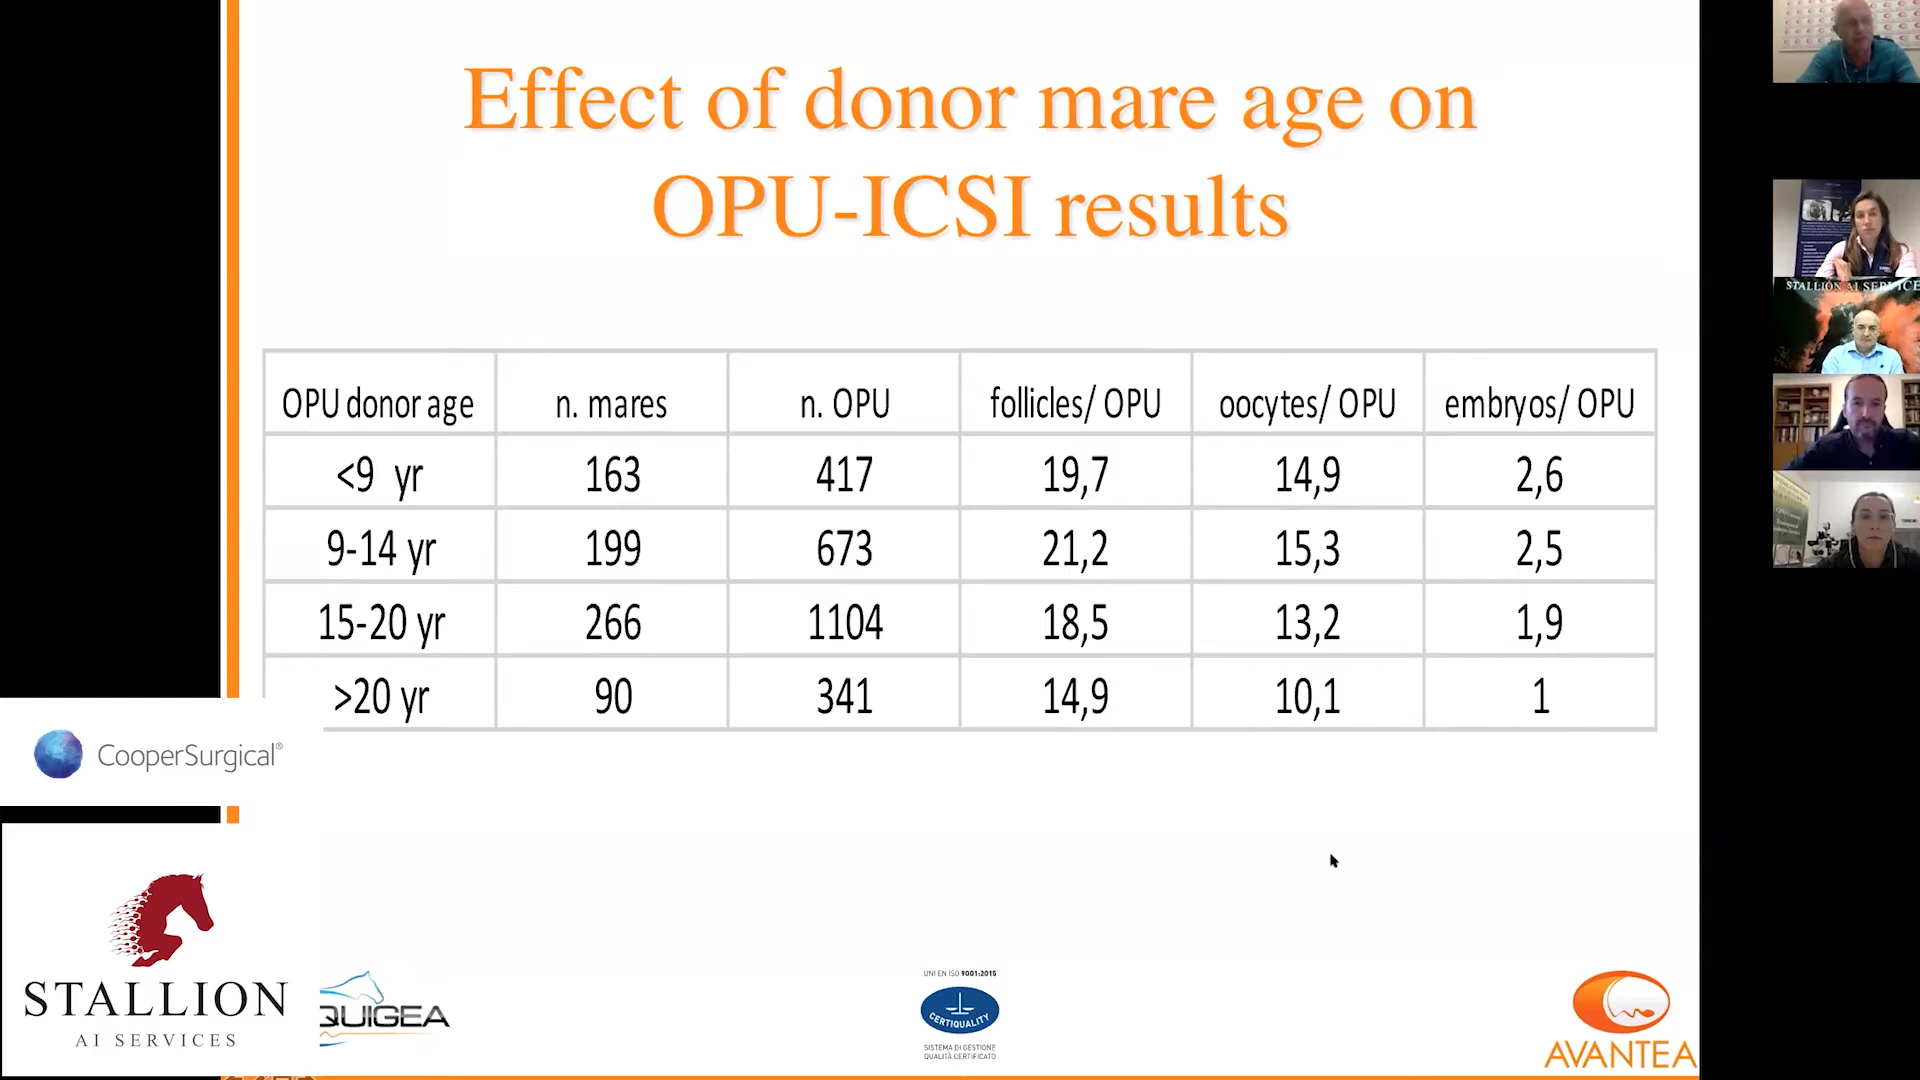 Effect of donor mare age on
OPU-ICSI results
OPU donor age n. mares n. OPU follicles/ OPU oocytes/ OPU embryos/ OPU
<9 yr 163 417 19,7 14,9 2,6
9-14 yr 199 673 21,2 15,3 2,5
15-20 yr 266 1104 18,5 13,2 1,9
>20 yr 90 341 14,9 10,1 1
CooperSurgical®
STALLION
AI SERVICES
QUIGEA
UNI EN ISO 9001:2015
CERTIQUALITY
SISTEMA DI GESTIONE
QUALITÀ CERTIFICATO
AVANTEA
STALLION AI SERVICE